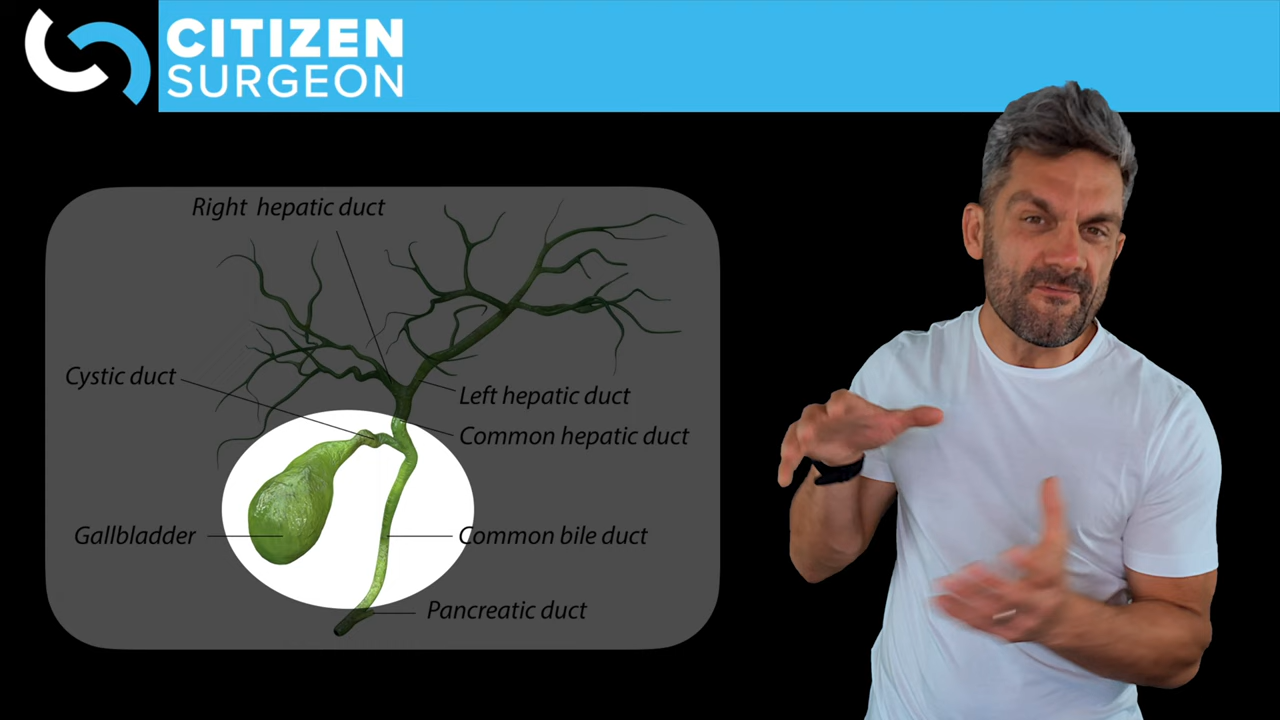 CITIZEN
SURGEON
Right hepatic duct
Cystic duct
Left hepatic duct
Common hepatic duct
Gallbladder
Common bile duct
Pancreatic duct